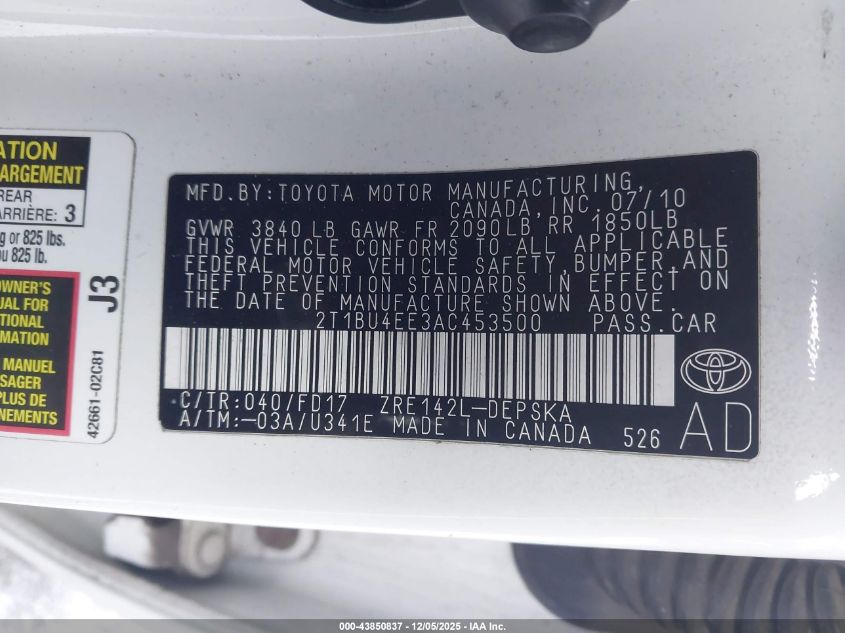 ATION
ARGEMENT
REAR
ARRIÈRE: 3
g or 825 lbs.
ou 825 lb.
OWNER'S
UAL FOR
TIONAL
RMATION
MANUEL
SAGER
PLUS DE
J3
42661-02C81
MFD.BY:TOYOTA MOTOR MANUFACTURING,
CANADA,INC. 07/10
GVWR 3840 LB GAWR FR 2090LB RR 1850LB
THIS VEHICLE CONFORMS TO ALL APPLICABLE
FEDERAL MOTOR VEHICLE SAFETY,BUMPER,AND
THEFT PREVENTION STANDARDS IN EFFECT ON
THE DATE OF MANUFACTURE SHOWN ABOVE.
2T1BU4EE3AC453500 PASS.CAR
C/TR:040/FD17 ZRE142L-DEPSKA
A/TM:-03A/U341E MADE IN CANADA 526
AD
000-43850837 - 12/05/2025 - IAA Inc.